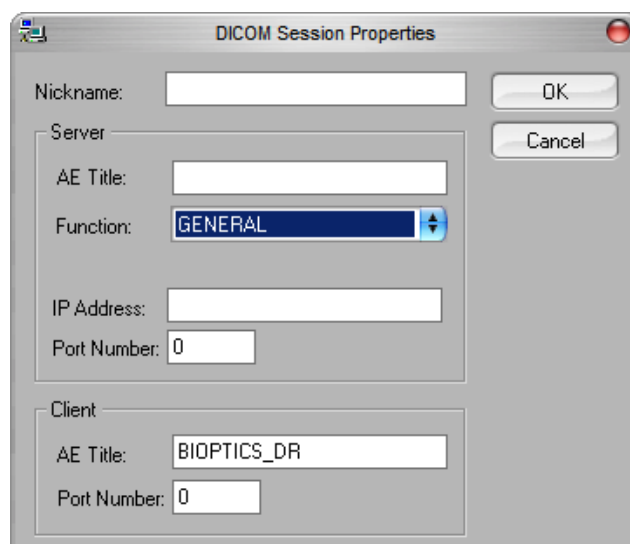 DICOM Session Properties
Nickname:
OK
Server
Cancel
AE Title:
Function: GENERAL
IP Address:
Port Number: 0
Client
AE Title: BIOPTICS_DR
Port Number: 0